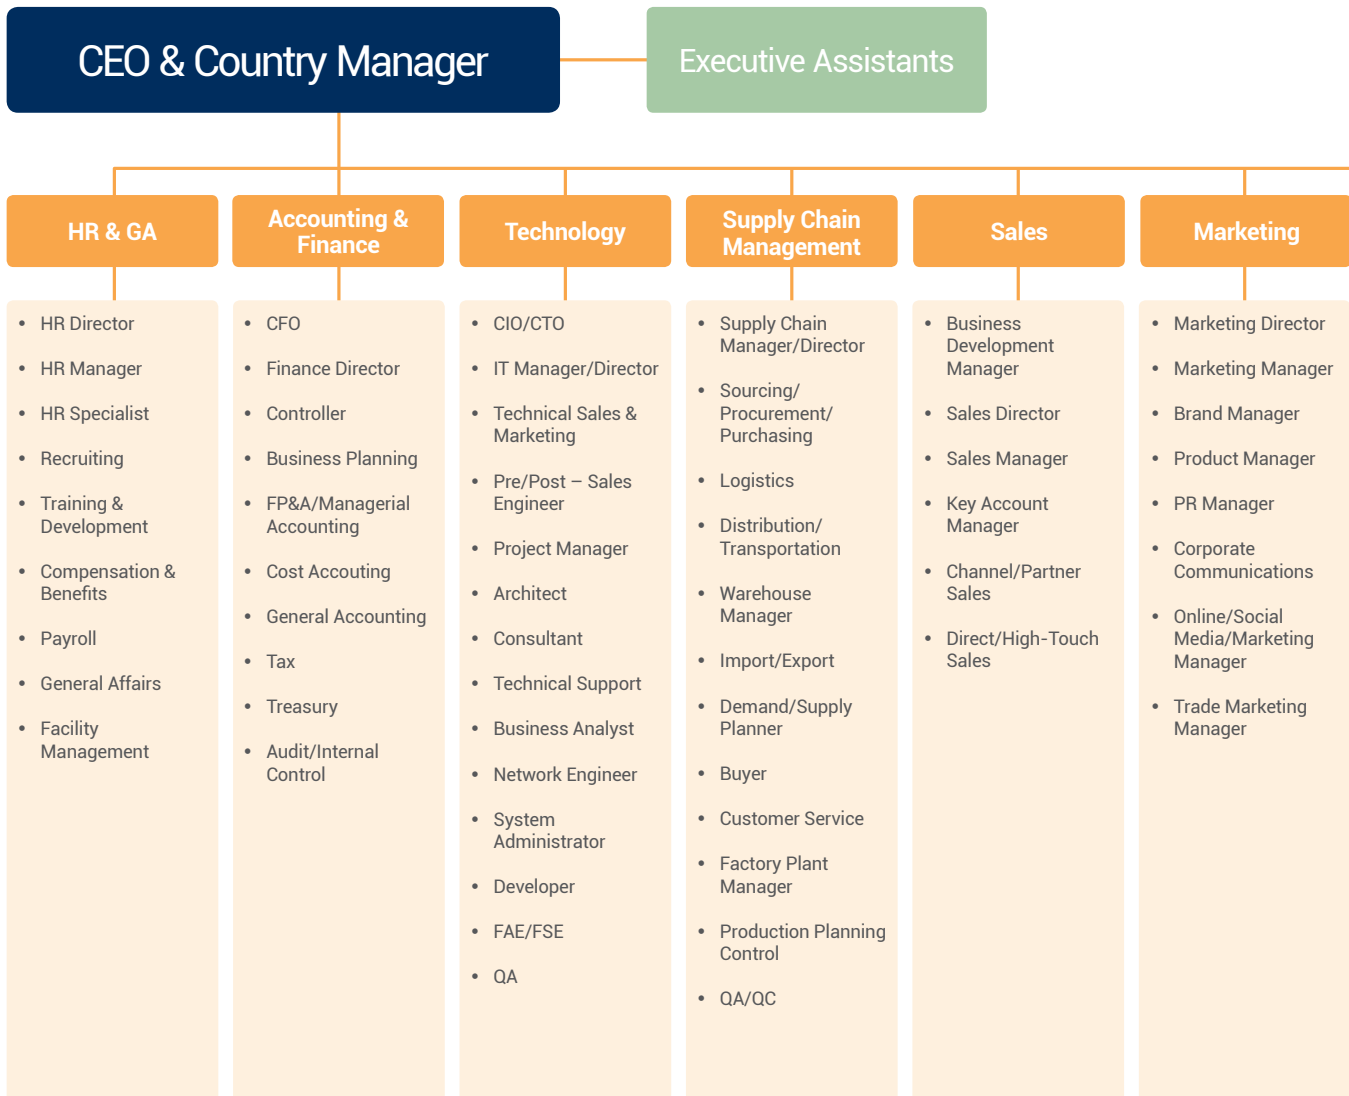 CEO & Country Manager
Executive Assistants
HR & GA
• HR Director
• HR Manager
• HR Specialist
• Recruiting
• Training &
Development
• Compensation &
Benefits
• Payroll
• General Affairs
• Facility
Management
Accounting &
Finance
• CFO
• Finance Director
• Controller
• Business Planning
• FP&A/Managerial
Accounting
• Cost Accouting
• General Accounting
• Tax
• Treasury
• Audit/Internal
Control
Technology
• CIO/CTO
• IT Manager/Director
• Technical Sales &
Marketing
• Pre/Post – Sales
Engineer
• Project Manager
• Architect
• Consultant
• Technical Support
• Business Analyst
• Network Engineer
• System
Administrator
• Developer
• FAE/FSE
• QA
Supply Chain
Management
• Supply Chain
Manager/Director
• Sourcing/
Procurement/
Purchasing
• Logistics
• Distribution/
Transportation
• Warehouse
Manager
• Import/Export
• Demand/Supply
Planner
• Buyer
• Customer Service
• Factory Plant
Manager
• Production Planning
Control
• QA/QC
Sales
• Business
Development
Manager
• Sales Director
• Sales Manager
• Key Account
Manager
• Channel/Partner
Sales
• Direct/High-Touch
Sales
Marketing
• Marketing Director
• Marketing Manager
• Brand Manager
• Product Manager
• PR Manager
• Corporate
Communications
• Online/Social
Media/Marketing
Manager
• Trade Marketing
Manager